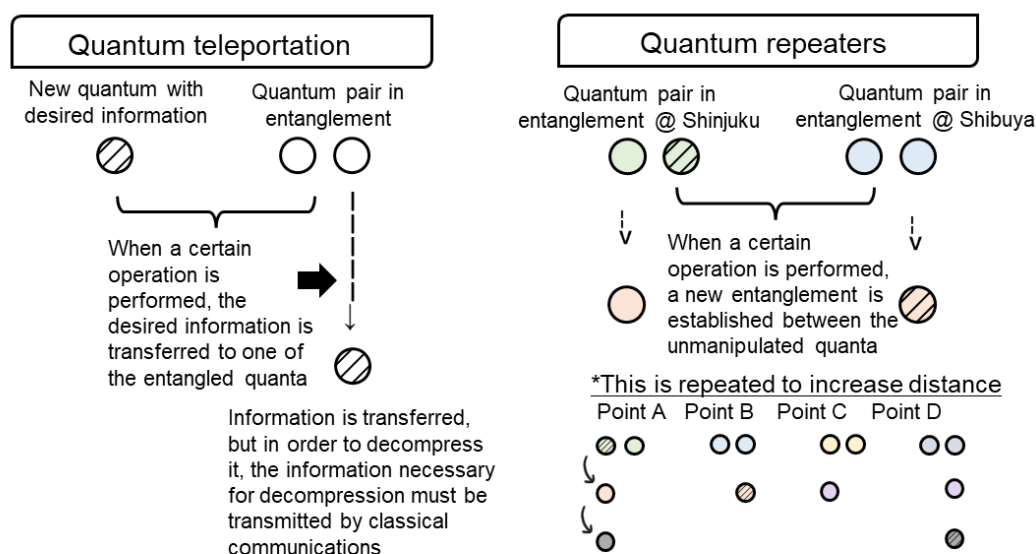 Quantum teleportation
New quantum with
desired information
Quantum pair in
entanglement
When a certain
operation is
performed, the
desired information is
transferred to one of
the entangled quanta
Information is transferred,
but in order to decompress
it, the information necessary
for decompression must be
transmitted by classical
communications
Quantum repeaters
Quantum pair in
entanglement @ Shinjuku
Quantum pair in
entanglement @ Shibuya
When a certain
operation is performed,
a new entanglement is
established between the
unmanipulated quanta
*This is repeated to increase distance
Point A Point B Point C Point D